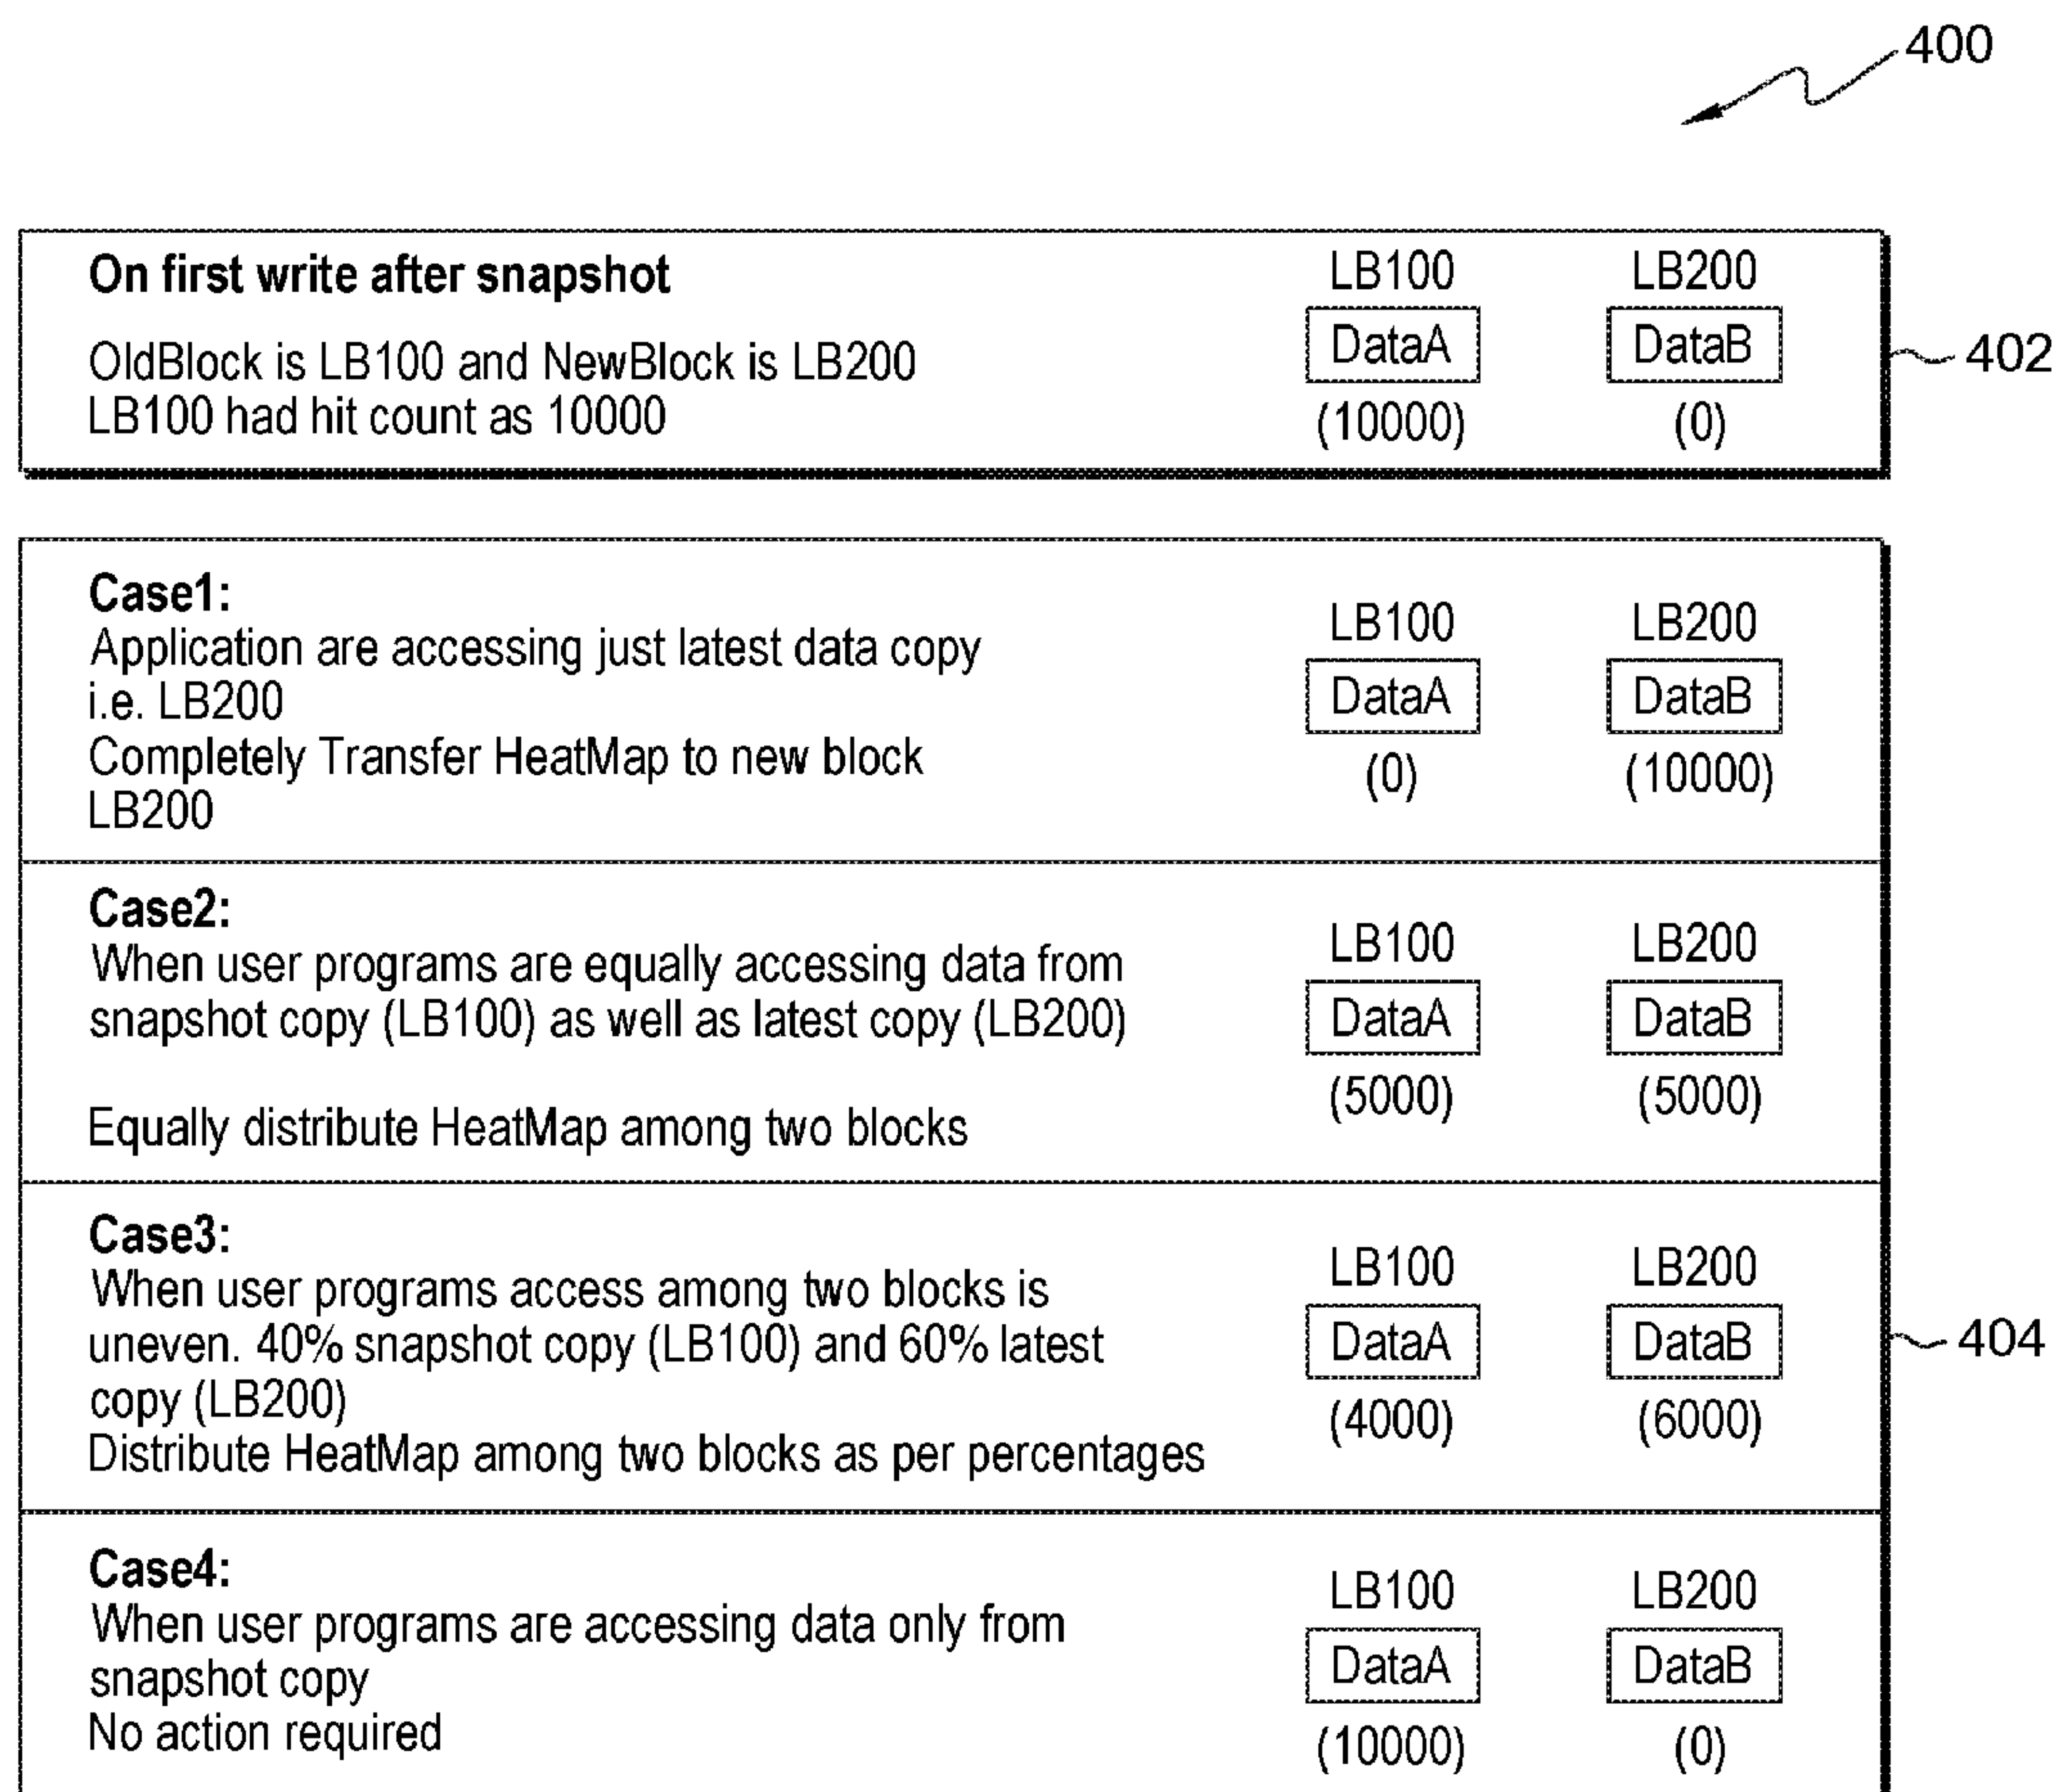 400
On first write after snapshot
LB100 LB200
OldBlock is LB100 and NewBlock is LB200
DataA DataB
402
LB100 had hit count as 10000
(10000) (0)
Case1:
Application are accessing just latest data copy
i.e. LB200
Completely Transfer HeatMap to new block
LB200
LB100 LB200
DataA DataB
(0) (10000)
Case2:
When user programs are equally accessing data from
snapshot copy (LB100) as well as latest copy (LB200)
Equally distribute HeatMap among two blocks
LB100 LB200
DataA DataB
(5000) (5000)
Case3:
When user programs access among two blocks is
uneven. 40% snapshot copy (LB100) and 60% latest
copy (LB200)
Distribute HeatMap among two blocks as per percentages
LB100 LB200
DataA DataB
(4000) (6000)
404
Case4:
When user programs are accessing data only from
snapshot copy
No action required
LB100 LB200
DataA DataB
(10000) (0)